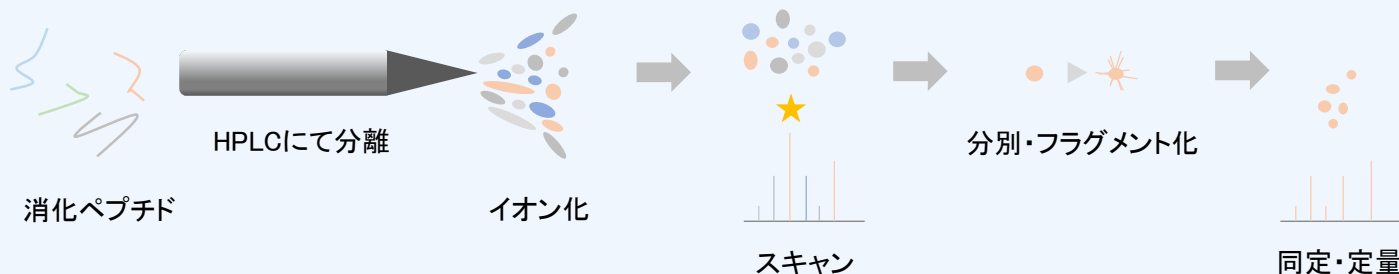 消化ペプチド
HPLCにて分離
イオン化
スキャン
分別・フラグメント化
同定・定量